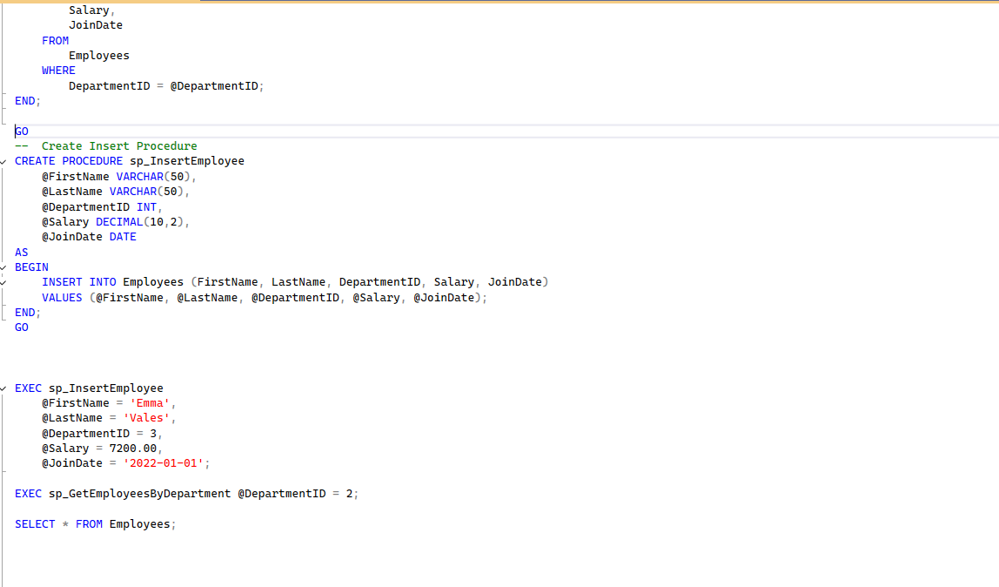 Salary,
JoinDate
FROM
Employees
WHERE
DepartmentID = @DepartmentID;
END;
GO
--  Create Insert Procedure
CREATE PROCEDURE sp_InsertEmployee
@FirstName VARCHAR(50),
@LastName VARCHAR(50),
@DepartmentID INT,
@Salary DECIMAL(10,2),
@JoinDate DATE
AS
BEGIN
INSERT INTO Employees (FirstName, LastName, DepartmentID, Salary, JoinDate)
VALUES (@FirstName, @LastName, @DepartmentID, @Salary, @JoinDate);
END;
GO
EXEC sp_InsertEmployee
@FirstName = 'Emma',
@LastName = 'Vales',
@DepartmentID = 3,
@Salary = 7200.00,
@JoinDate = '2022-01-01';
EXEC sp_GetEmployeesByDepartment @DepartmentID = 2;
SELECT * FROM Employees;